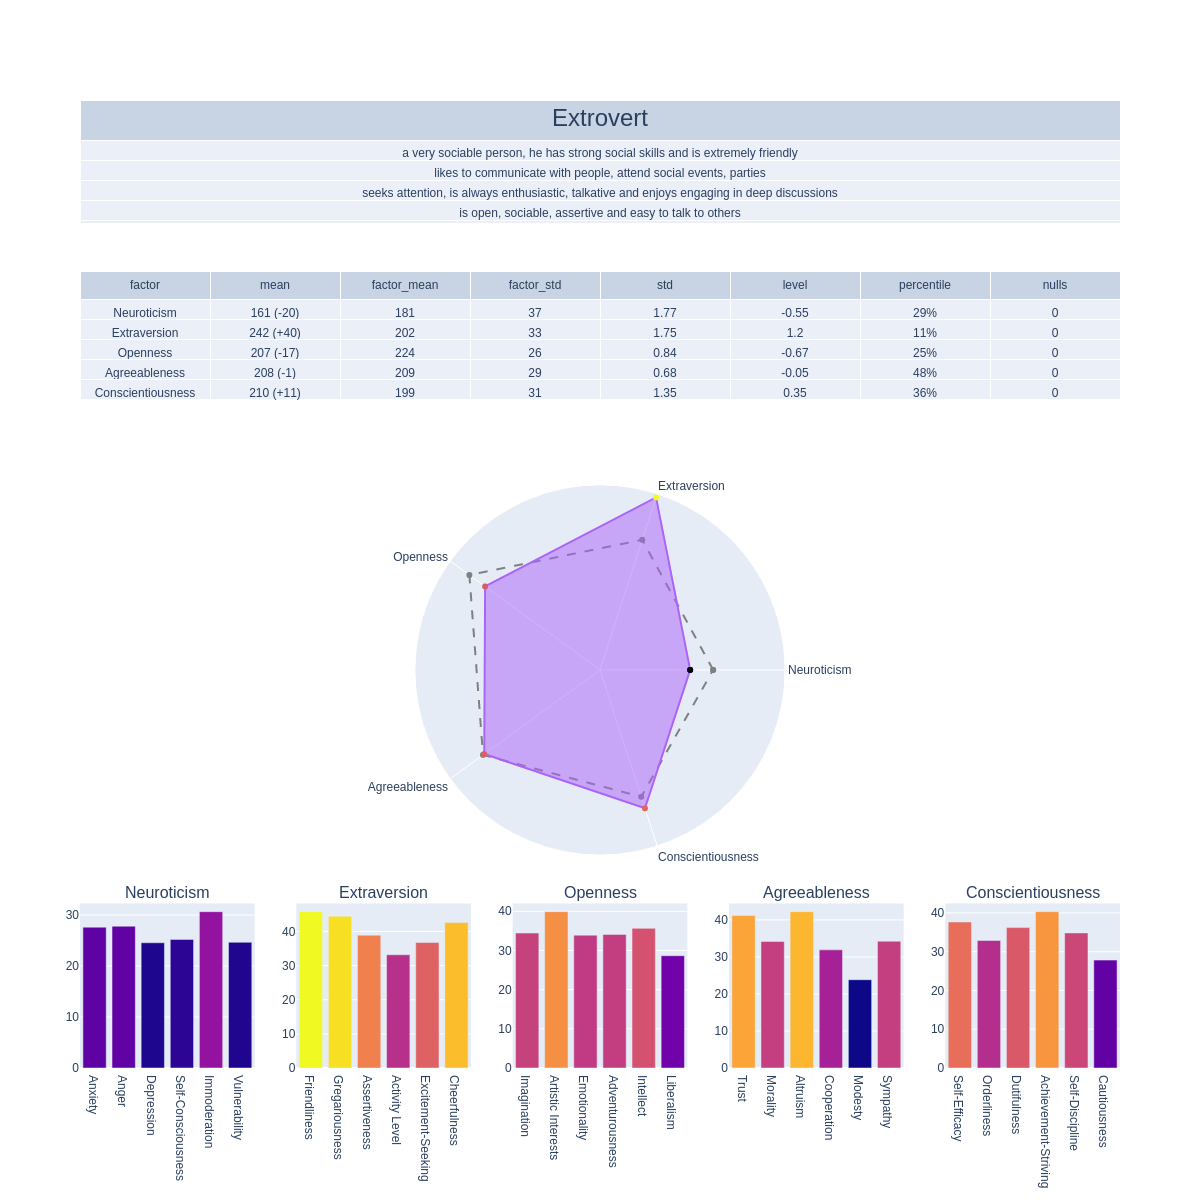 Extrovert
a very sociable person, he has strong social skills and is extremely friendly
likes to communicate with people, attend social events, parties
seeks attention, is always enthusiastic, talkative and enjoys engaging in deep discussions
is open, sociable, assertive and easy to talk to others
factor mean factor_mean factor_std std level percentile nulls
Neuroticism 161 (-20) 181 37 1.77 -0.55 29% 0
Extraversion 242 (+40) 202 33 1.75 1.2 11% 0
Openness 207 (-17) 224 26 0.84 -0.67 25% 0
Agreeableness 208 (-1) 209 29 0.68 -0.05 48% 0
Conscientiousness 210 (+11) 199 31 1.35 0.35 36% 0
Extraversion
Openness
Neuroticism
Agreeableness
Conscientiousness
Neuroticism
30
20
10
0
Anxiety
Anger
Depression
Self-Consciousness
Immoderation
Vulnerability
Extraversion
40
30
20
10
0
Friendliness
Gregariousness
Assertiveness
Activity Level
Excitement-Seeking
Cheerfulness
Openness
40
30
20
10
0
Imagination
Artistic Interests
Emotionality
Adventurousness
Intellect
Liberalism
Agreeableness
40
30
20
10
0
Trust
Morality
Altruism
Cooperation
Modesty
Sympathy
Conscientiousness
40
30
20
10
0
Self-Efficacy
Orderliness
Dutifulness
Achievement-Striving
Self-Discipline
Cautiousness